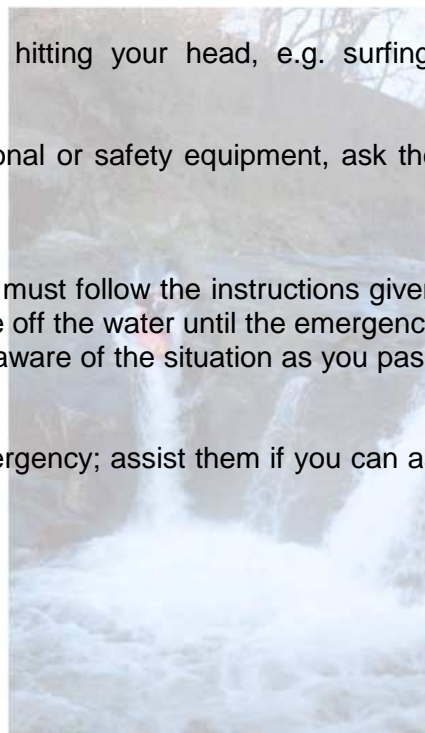 hitting your head, e.g. surfing
onal or safety equipment, ask the
must follow the instructions given
e off the water until the emergenc
aware of the situation as you pas
ergency; assist them if you can a